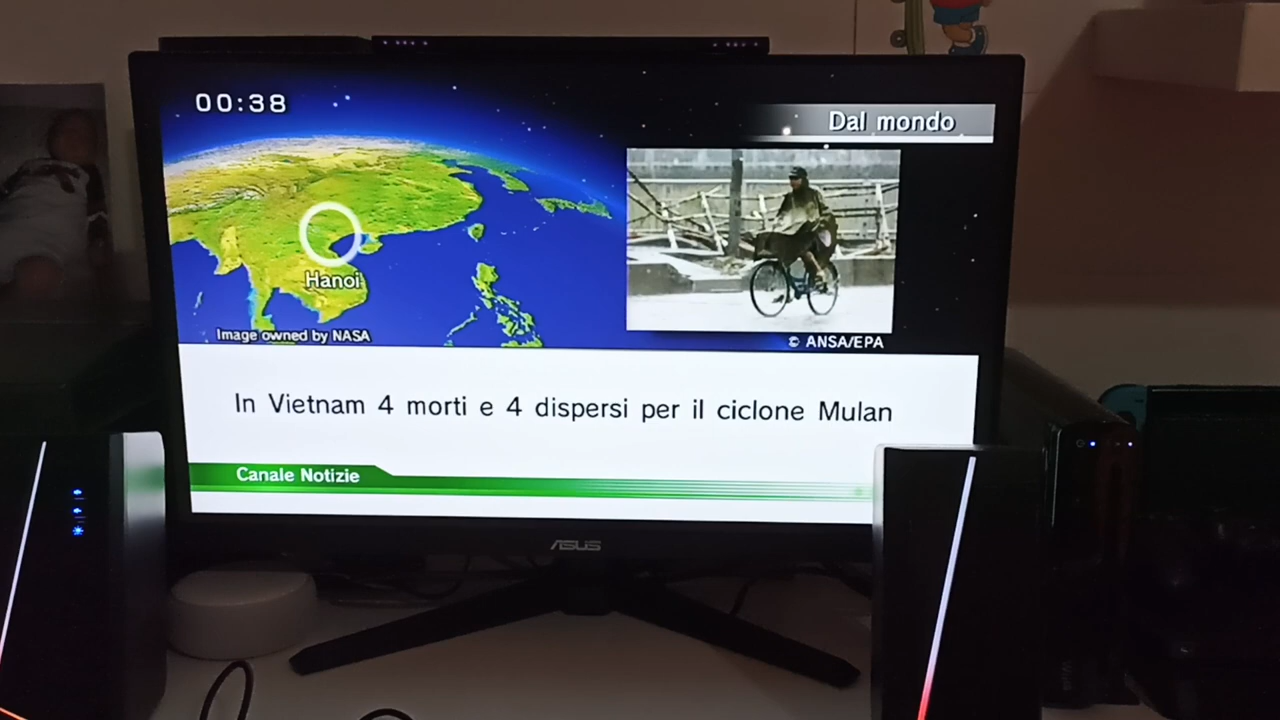 00:38
Dal mondo
Hanoi
Image owned by NASA
© ANSA/EPA
In Vietnam 4 morti e 4 dispersi per il ciclone Mulan
Canale Notizie
ASUS
Wii U